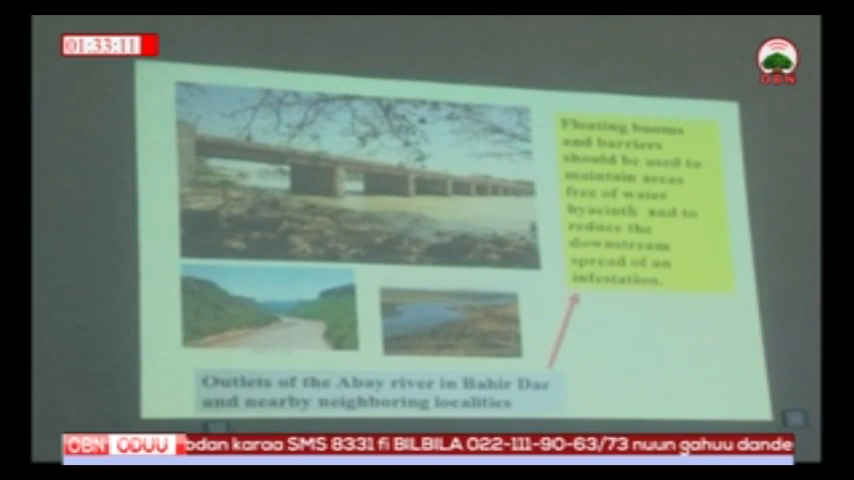 01:33:11
OBN
Floating booms
and barriers
should be used to
maintain areas
free of water
hyacinth and to
reduce the
downstream
spread of an
infestation.
Outlets of the Abay river in Bahir Dar
and nearby neighboring localities
OBN ODUU odan karaa SMS 8331 fi BILBILA 022-111-90-63/73 nuun gahuu dande